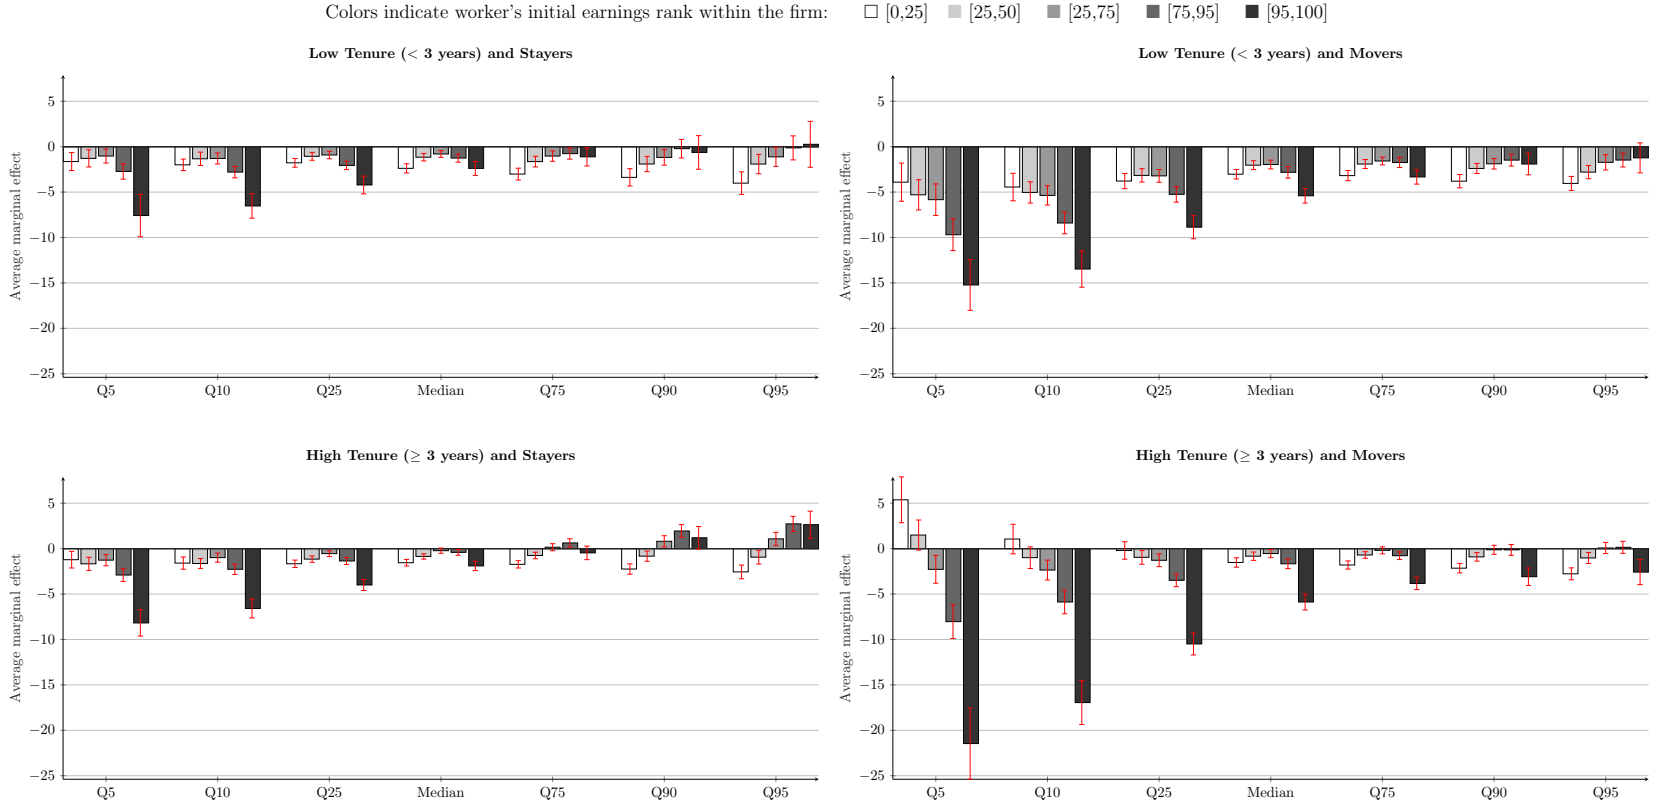 Colors indicate worker's initial earnings rank within the firm: [0,25] [25,50] [25,75] [75,95] [95,100]
Low Tenure (< 3 years) and Stayers
Average marginal effect
5
0
−5
−10
−15
−20
−25
Q5 Q10 Q25 Median Q75 Q90 Q95
Low Tenure (< 3 years) and Movers
Average marginal effect
5
0
−5
−10
−15
−20
−25
Q5 Q10 Q25 Median Q75 Q90 Q95
High Tenure (≥ 3 years) and Stayers
Average marginal effect
5
0
−5
−10
−15
−20
−25
Q5 Q10 Q25 Median Q75 Q90 Q95
High Tenure (≥ 3 years) and Movers
Average marginal effect
5
0
−5
−10
−15
−20
−25
Q5 Q10 Q25 Median Q75 Q90 Q95